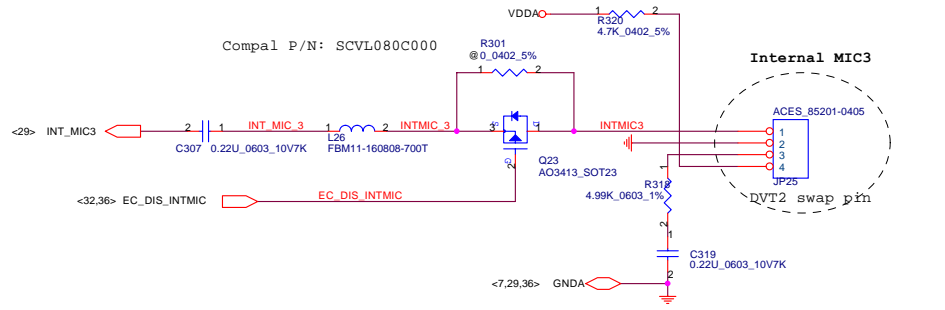 VDDA
1
R320
2
4.7K_0402_5%
Compal P/N: SCVL080C000
R301
@0_0402_5%
1
2
Internal MIC3
ACES_85201-0405
<29>
INT_MIC3
2
1
INT_MIC_3
1
L26
2
INTMIC_3
3
S
D
1
INTMIC3
1
2
3
4
JP25
C307
0.22U_0603_10V7K
FBM11-160808-700T
G
2
Q23
AO3413_SOT23
<32,36>
EC_DIS_INTMIC
EC_DIS_INTMIC
1
R318
4.99K_0603_1%
2
DVT2 swap pin
1
C319
0.22U_0603_10V7K
2
<7,29,36>
GNDA